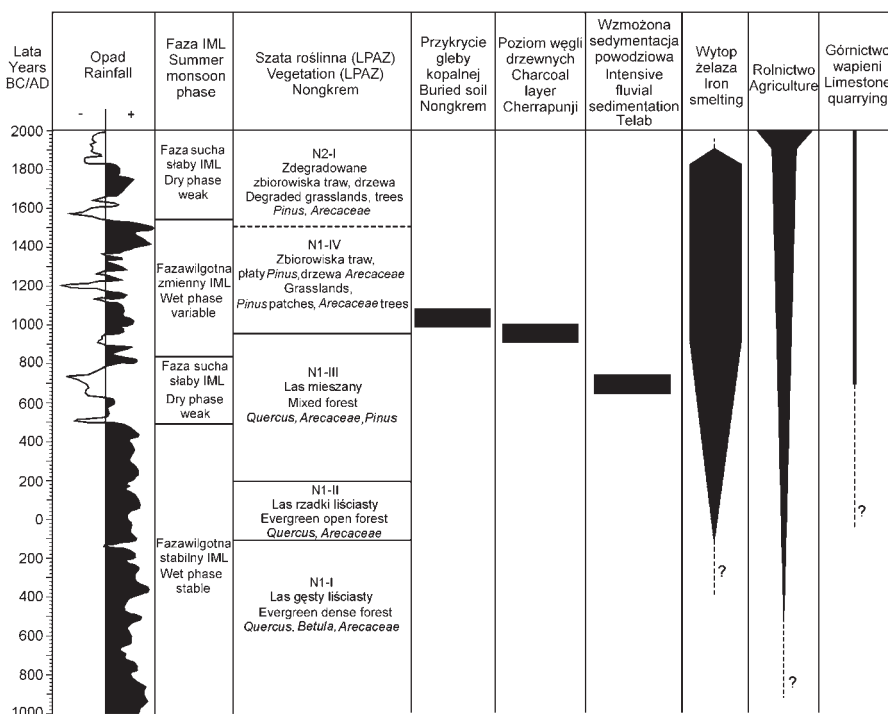 Lata
Years
BC/AD
Opad
Rainfall
- +
Faza IML
Summer
monsoon
phase
Szata roślinna (LPAZ)
Vegetation (LPAZ)
Nongkrem
Przykrycie
gleby
kopalnej
Buried soil
Nongkrem
Poziom węgli
drzewnych
Charcoal
layer
Cherrapunji
Wzmożona
sedymentacja
powodziowa
Intensive
fluvial
sedimentation
Telab
Wytop
żelaza
Iron
smelting
Rolnictwo
Agriculture
Górnictwo
wapieni
Limestone
quarrying
2000
1800
1600
1400
1200
1000
800
600
400
200
0
200
400
600
800
1000
Faza sucha
słaby IML
Dry phase
weak
Fazawilgotna
zmienny IML
Wet phase
variable
Faza sucha
słaby IML
Dry phase
weak
Fazawilgotna
stabilny IML
Wet phase
stable
N2-I
Zdegradowane
zbiorowiska traw, drzewa
Degraded grasslands, trees
Pinus, Arecaceae
N1-IV
Zbiorowiska traw,
płaty Pinus, drzewa Arecaceae
Grasslands,
Pinus patches, Arecaceae trees
N1-III
Las mieszany
Mixed forest
Quercus, Arecaceae, Pinus
N1-II
Las rzadki liściasty
Evergreen open forest
Quercus, Arecaceae
N1-I
Las gęsty liściasty
Evergreen dense forest
Quercus, Betula, Arecaceae
?
?
?